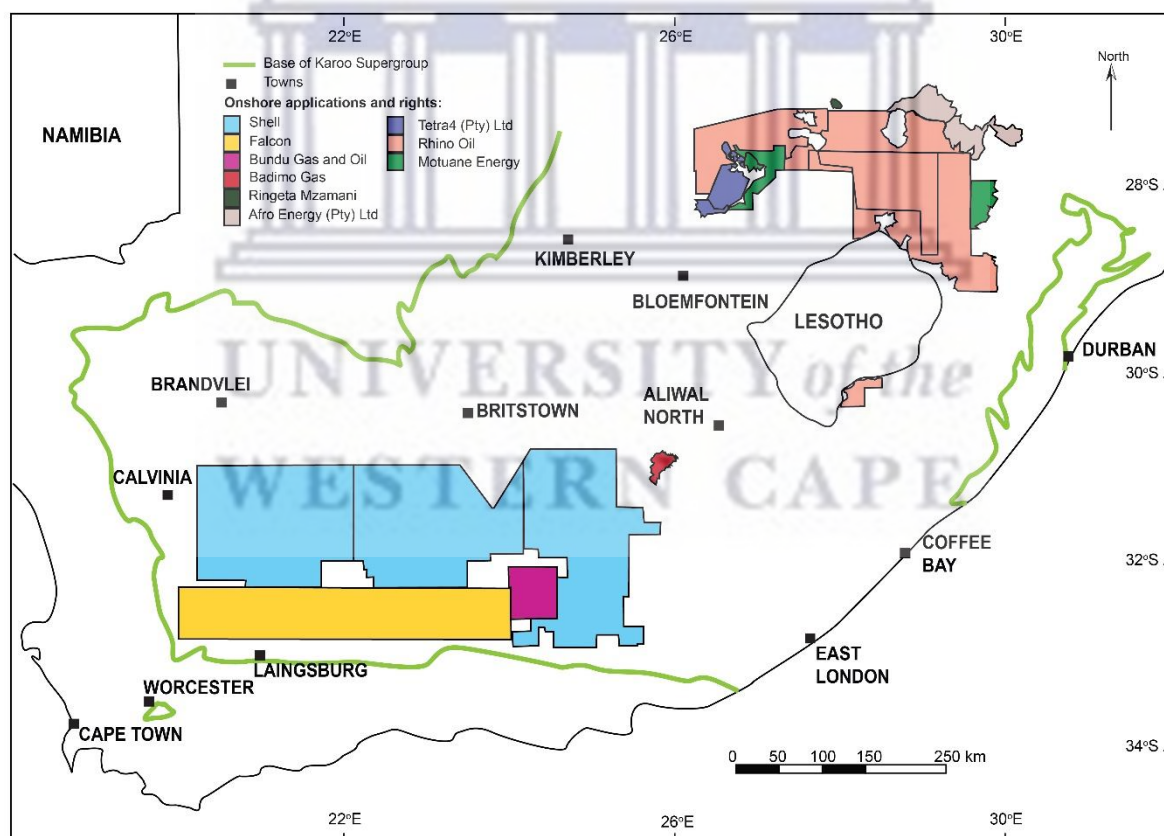 22°E
26°E
30°E
North
Base of Karoo Supergroup
Towns
Onshore applications and rights:
Shell
Falcon
Bundu Gas and Oil
Badimo Gas
Ringeta Mzamani
Afro Energy (Pty) Ltd
Tetra4 (Pty) Ltd
Rhino Oil
Motuane Energy
NAMIBIA
28°S
KIMBERLEY
BLOEMFONTEIN
LESOTHO
DURBAN
30°S
UNIVERSITY of the
WESTERN CAPE
BRANDVLEI
BRITSTOWN
ALIWAL
NORTH
CALVINIA
COFFEE
BAY
32°S
EAST
LONDON
LAINGSBURG
WORCESTER
CAPE TOWN
34°S
0 50 100 150 250 km
22°E
26°E
30°E